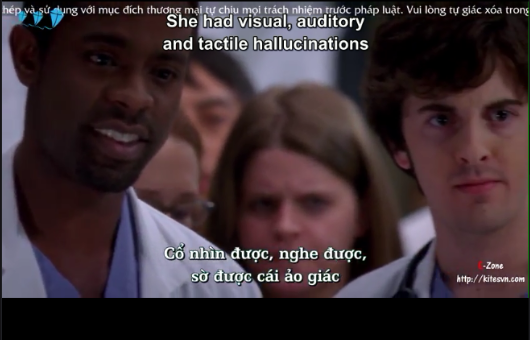 hép và sử dụng với mục đích thương mại tự chịu mọi trách nhiệm trước pháp luật. Vui lòng tự giác xóa trong
She had visual, auditory
and tactile hallucinations
Cổ nhìn được, nghe được,
sờ được cái ảo giác
-Zone
http://kitesvn.com